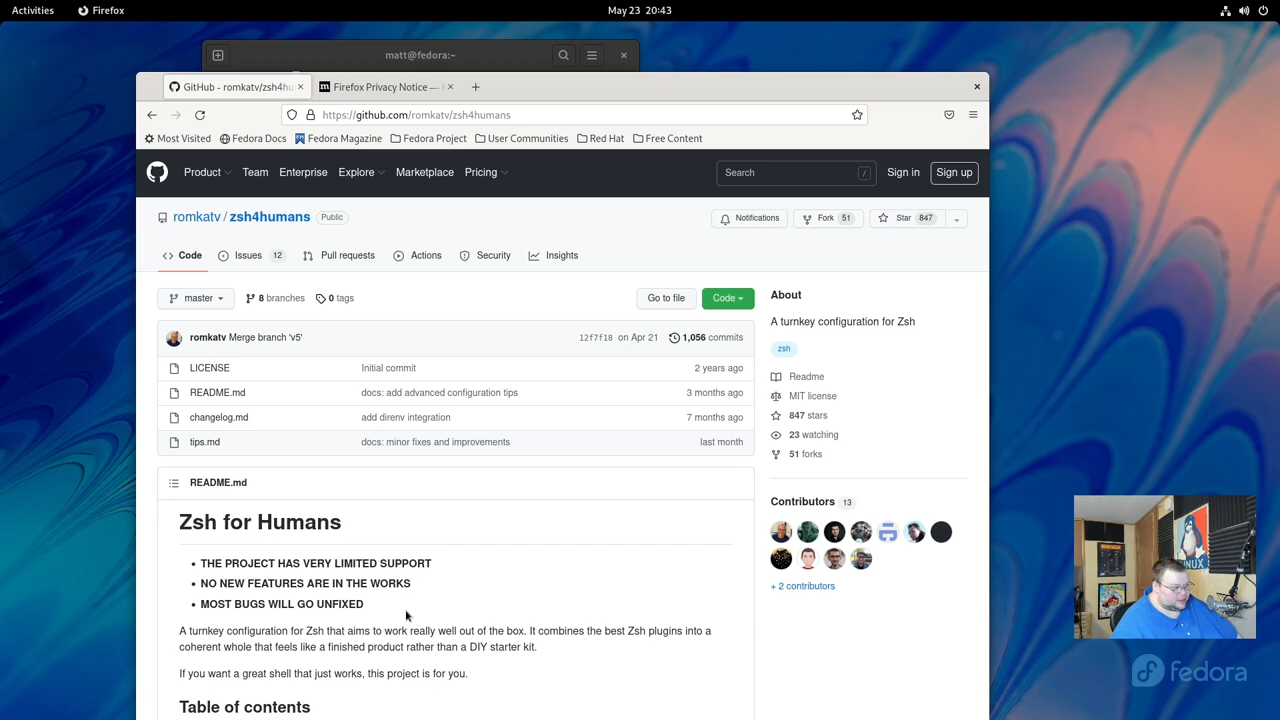 Activities Firefox May 23 20:43
matt@fedora:~
GitHub - romkatv/zsh4hu Firefox Privacy Notice —
https://github.com/romkatv/zsh4humans
Most Visited Fedora Docs Fedora Magazine Fedora Project User Communities Red Hat Free Content
Product Team Enterprise Explore Marketplace Pricing Search / Sign in Sign up
romkatv / zsh4humans Public Notifications Fork 51 Star 847
Code Issues 12 Pull requests Actions Security Insights
master 8 branches 0 tags Go to file Code
romkatv Merge branch 'v5' 12f7f18 on Apr 21 1,056 commits
LICENSE Initial commit 2 years ago
README.md docs: add advanced configuration tips 3 months ago
changelog.md add direnv integration 7 months ago
tips.md docs: minor fixes and improvements last month
README.md
Zsh for Humans
• THE PROJECT HAS VERY LIMITED SUPPORT
• NO NEW FEATURES ARE IN THE WORKS
• MOST BUGS WILL GO UNFIXED
A turnkey configuration for Zsh that aims to work really well out of the box. It combines the best Zsh plugins into a
coherent whole that feels like a finished product rather than a DIY starter kit.
If you want a great shell that just works, this project is for you.
Table of contents
About
A turnkey configuration for Zsh
zsh
Readme
MIT license
847 stars
23 watching
51 forks
Contributors 13
+ 2 contributors
fedora